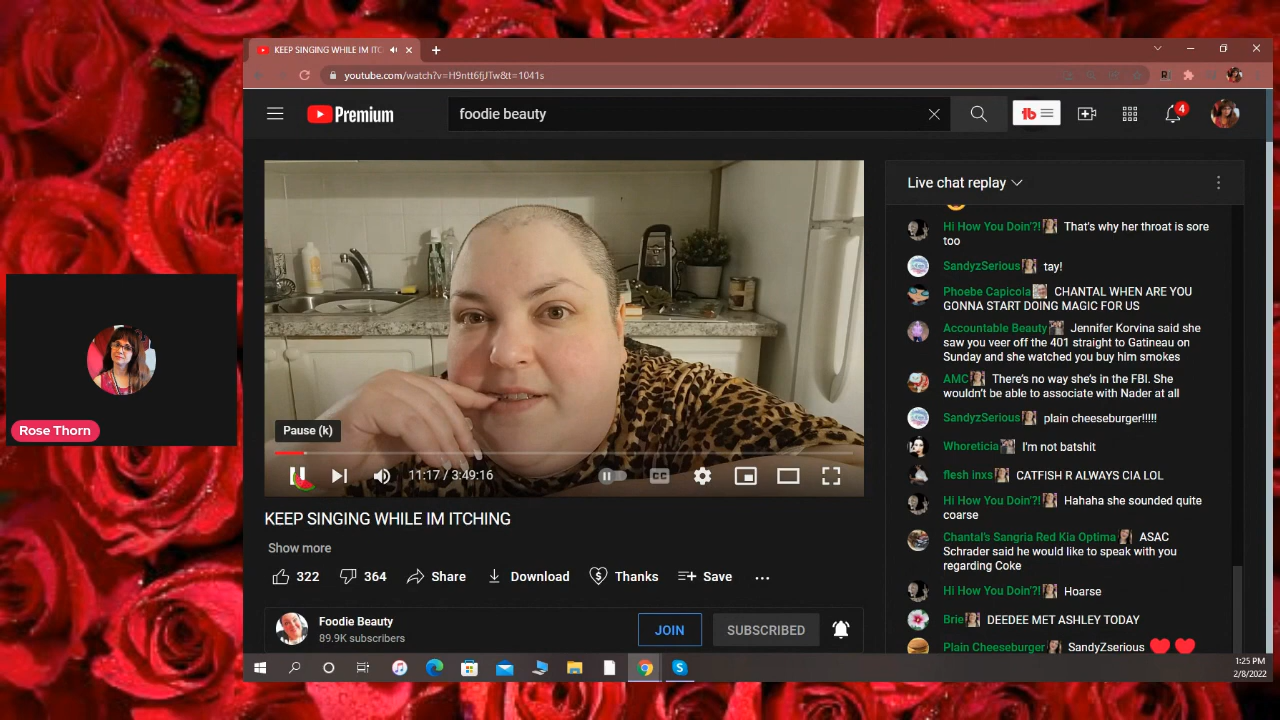 KEEP SINGING WHILE IM ITC
youtube.com/watch?v=H9ntt6fjJTw&t=1041s
Premium
foodie beauty
tb
4
Live chat replay
Hi How You Doin'?! That's why her throat is sore
too
SandyzSerious tay!
Phoebe Capicola CHANTAL WHEN ARE YOU
GONNA START DOING MAGIC FOR US
Accountable Beauty Jennifer Korvina said she
saw you veer off the 401 straight to Gatineau on
Sunday and she watched you buy him smokes
AMC There's no way she's in the FBI. She
wouldn't be able to associate with Nader at all
SandyzSerious plain cheeseburger!!!!!
Whoreticia I'm not batshit
flesh inxs CATFISH R ALWAYS CIA LOL
Hi How You Doin'?! Hahaha she sounded quite
coarse
Chantal's Sangria Red Kia Optima ASAC
Schrader said he would like to speak with you
regarding Coke
Hi How You Doin'?! Hoarse
Brie DEEDEE MET ASHLEY TODAY
Plain Cheeseburger SandyZserious
Rose Thorn
Pause (k)
11:17 / 3:49:16
CC
KEEP SINGING WHILE IM ITCHING
Show more
322
364
Share
Download
Thanks
Save
Foodie Beauty
89.9K subscribers
JOIN
SUBSCRIBED
1:25 PM
2/8/2022